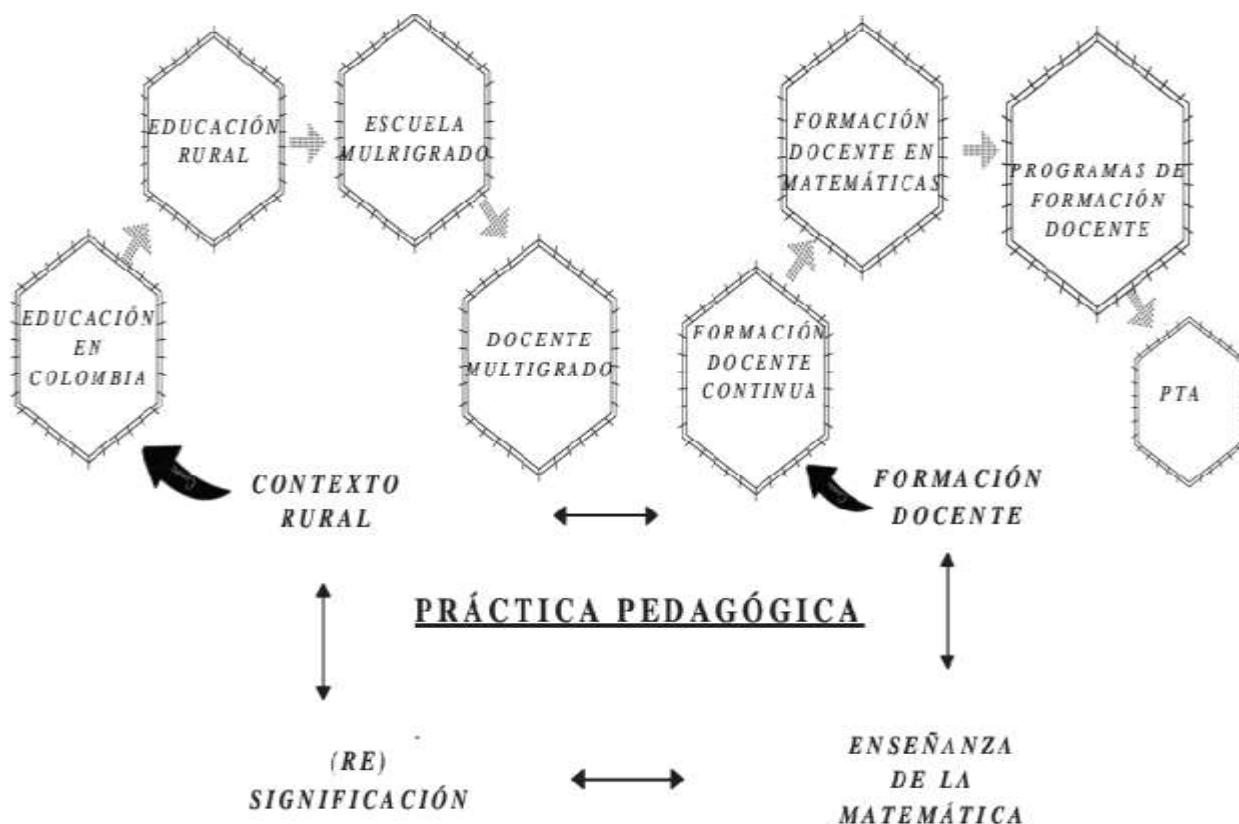 EDUCACIÓN
RURAL
ESCUELA
MULRIGRADO
FORMACIÓN
DOCENTE EN
MATEMÁTICAS
PROGRAMAS DE
FORMACIÓN
DOCENTE
EDUCACIÓN
EN
COLOMBIA
DOCENTE
MULTIGRADO
FORMACIÓN
DOCENTE
CONTINUA
PTA
CONTEXTO
RURAL
FORMACIÓN
DOCENTE
PRÁCTICA PEDAGÓGICA
(RE)
SIGNIFICACIÓN
ENSEÑANZA
DE LA
MATEMÁTICA